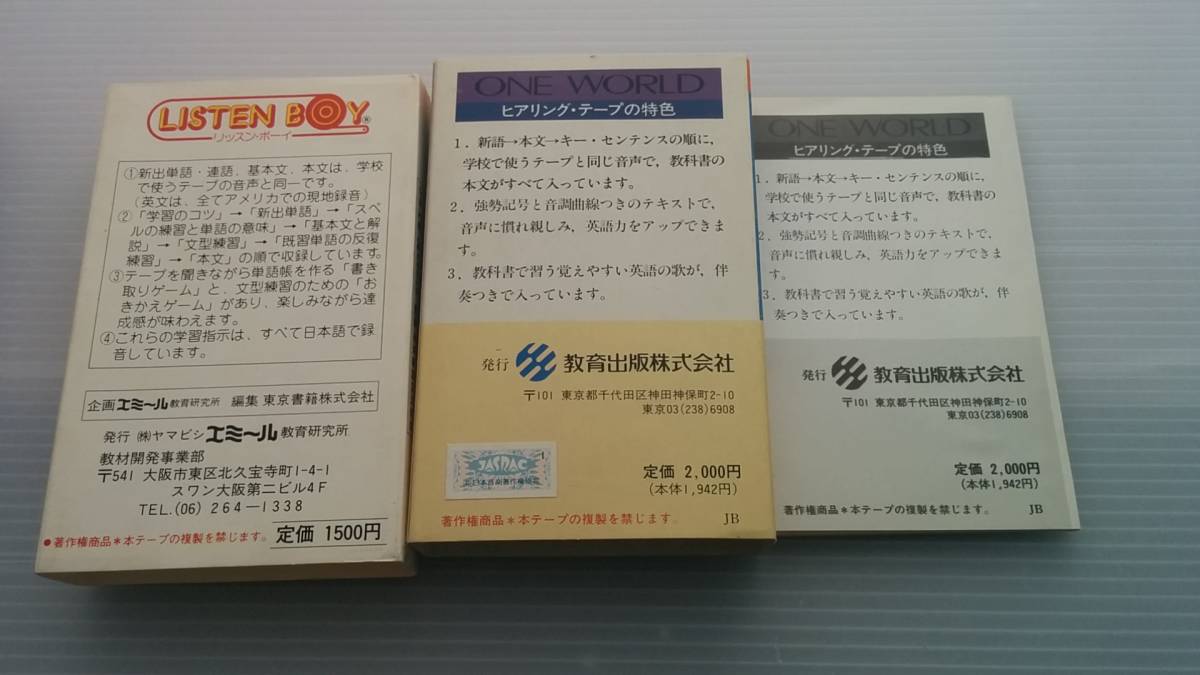 LISTEN BOY®
リッスン・ボーイ
①新出単語・連語、基本文、本文は、学校
で使うテープの音声と同一です。
(英文は、全てアメリカでの現地録音)
②「学習のコツ」→「新出単語」→「スペ
ルの練習と単語の意味」→「基本文と解
説」→「文型練習」→「既習単語の反復
練習」→「本文」の順で収録しています。
③テープを聞きながら単語帳を作る「書き
取りゲーム」と、文型練習のための「お
きかえゲーム」があり、楽しみながら達
成感が味わえます。
④これらの学習指示は、すべて日本語で録
音しています。
企画 エミール教育研究所 編集 東京書籍株式会社
発行 ㈱ヤマビシ エミール教育研究所
教材開発事業部
〒541 大阪市東区北久宝寺町1-4-1
スワン大阪第二ビル4F
TEL.(06)264-1338
●著作権商品*本テープの複製を禁じます。
定価 1500円
ONE WORLD
ヒアリング・テープの特色
1.新語→本文→キー・センテンスの順に,
学校で使うテープと同じ音声で,教科書の
本文がすべて入っています。
2.強勢記号と音調曲線つきのテキストで,
音声に慣れ親しみ,英語力をアップできま
す。
3.教科書で習う覚えやすい英語の歌が,伴
奏つきで入っています。
発行 教育出版株式会社
〒101 東京都千代田区神田神保町2-10
東京03(238)6908
JASRAC
定価 2,000円
(本体1,942円)
著作権商品*本テープの複製を禁じます。 JB
ONE WORLD
ヒアリング・テープの特色
1.新語→本文→キー・センテンスの順に,
学校で使うテープと同じ音声で,教科書の
本文がすべて入っています。
2.強勢記号と音調曲線つきのテキストで,
音声に慣れ親しみ,英語力をアップできま
す。
3.教科書で習う覚えやすい英語の歌が,伴
奏つきで入っています。
発行 教育出版株式会社
〒101 東京都千代田区神田神保町2-10
東京03(238)6908
定価 2,000円
(本体1,942円)
著作権商品*本テープの複製を禁じます。 JB